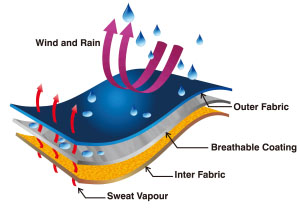 Wind and Rain
Outer Fabric
Breathable Coating
Inter Fabric
Sweat Vapour